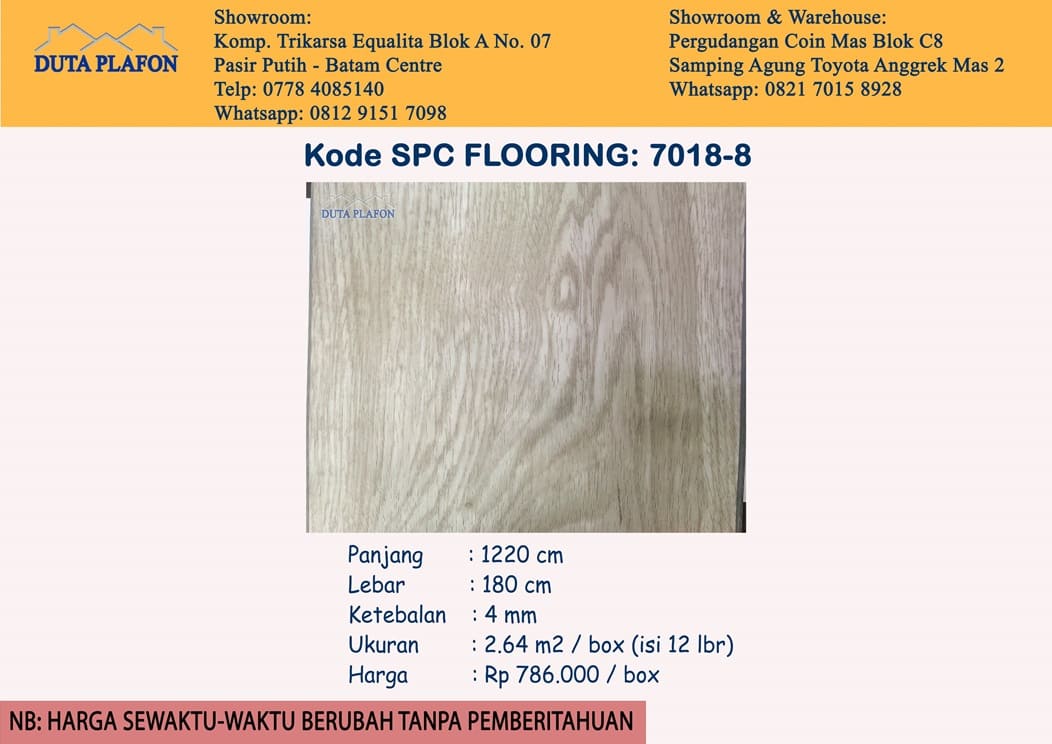 DUTA PLAFON
Showroom:
Komp. Trikarsa Equalita Blok A No. 07
Pasir Putih - Batam Centre
Telp: 0778 4085140
Whatsapp: 0812 9151 7098
Showroom & Warehouse:
Pergudangan Coin Mas Blok C8
Samping Agung Toyota Anggrek Mas 2
Whatsapp: 0821 7015 8928
Kode SPC FLOORING: 7018-8
DUTA PLAFON
Panjang : 1220 cm
Lebar : 180 cm
Ketebalan : 4 mm
Ukuran : 2.64 m2 / box (isi 12 lbr)
Harga : Rp 786.000 / box
NB: HARGA SEWAKTU-WAKTU BERUBAH TANPA PEMBERITAHUAN